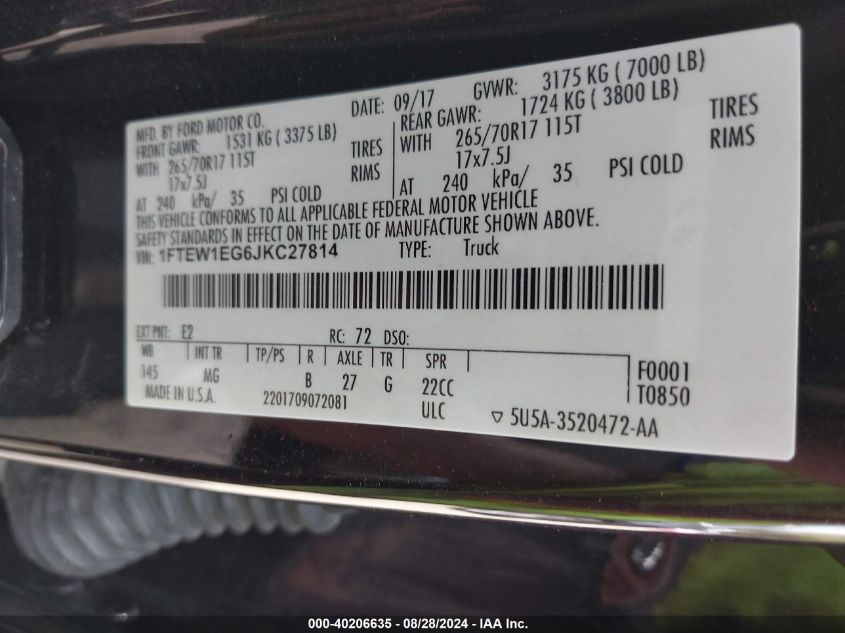 MFD. BY FORD MOTOR CO.
DATE: 09/17 GVWR: 3175 KG ( 7000 LB)
FRONT GAWR: 1531 KG ( 3375 LB)
REAR GAWR: 1724 KG ( 3800 LB)
WITH 265/70R17 115T TIRES
WITH 265/70R17 115T TIRES
17x7.5J RIMS
17x7.5J RIMS
AT 240 kPa/ 35 PSI COLD
AT 240 kPa/ 35 PSI COLD
THIS VEHICLE CONFORMS TO ALL APPLICABLE FEDERAL MOTOR VEHICLE
SAFETY STANDARDS IN EFFECT ON THE DATE OF MANUFACTURE SHOWN ABOVE.
VIN: 1FTEW1EG6JKC27814 TYPE: Truck
EXT PNT: E2 RC: 72 DSO:
WB INT TR TP/PS R AXLE TR SPR
145 MG B 27 G 22CC
F0001
T0850
MADE IN U.S.A. 2201709072081 ULC ▽ 5U5A-3520472-AA
000-40206635 - 08/28/2024 - IAA Inc.